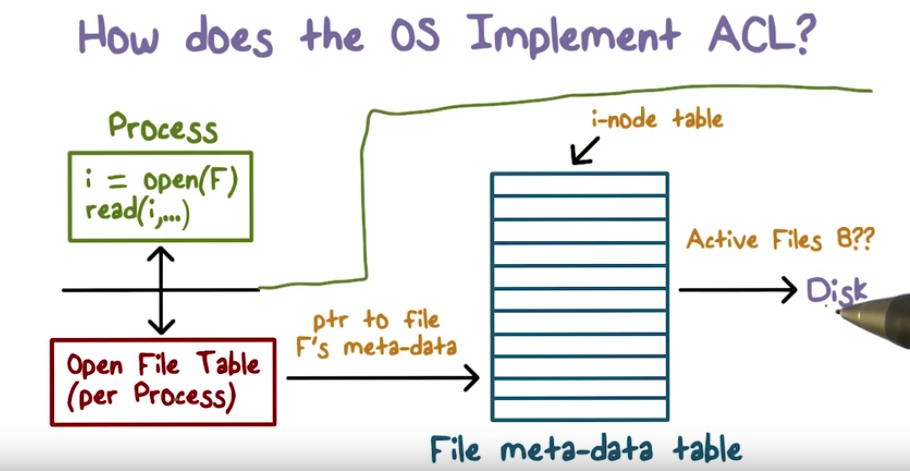 How does the OS Implement ACL?
Process
i = open(F)
read(i,...)
i-node table
Active Files B??
Disk
ptr to file
F's meta-data
Open File Table
(per Process)
File meta-data table